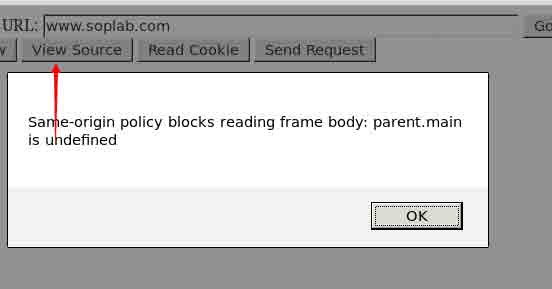 URL: www.soplab.com Go
View Source Read Cookie Send Request
Same-origin policy blocks reading frame body: parent.main
is undefined
OK